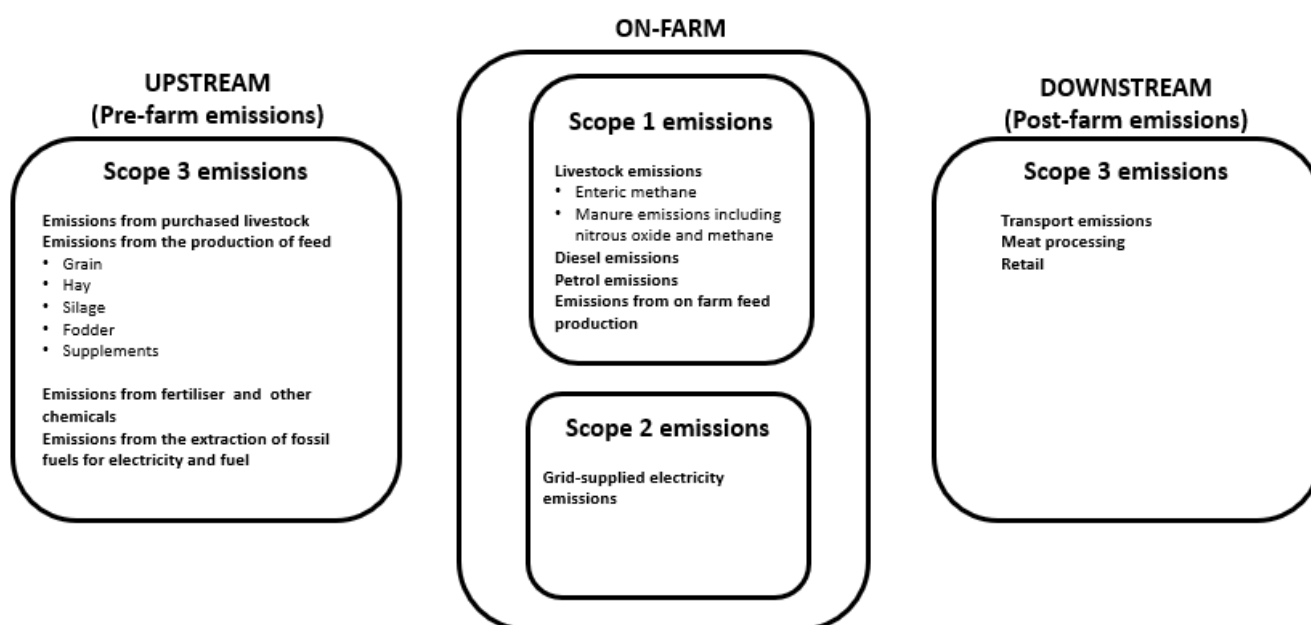 UPSTREAM
(Pre-farm emissions)
Scope 3 emissions
Emissions from purchased livestock
Emissions from the production of feed
• Grain
• Hay
• Silage
• Fodder
• Supplements
Emissions from fertiliser and other
chemicals
Emissions from the extraction of fossil
fuels for electricity and fuel
ON-FARM
Scope 1 emissions
Livestock emissions
• Enteric methane
• Manure emissions including
nitrous oxide and methane
Diesel emissions
Petrol emissions
Emissions from on farm feed
production
Scope 2 emissions
Grid-supplied electricity
emissions
DOWNSTREAM
(Post-farm emissions)
Scope 3 emissions
Transport emissions
Meat processing
Retail